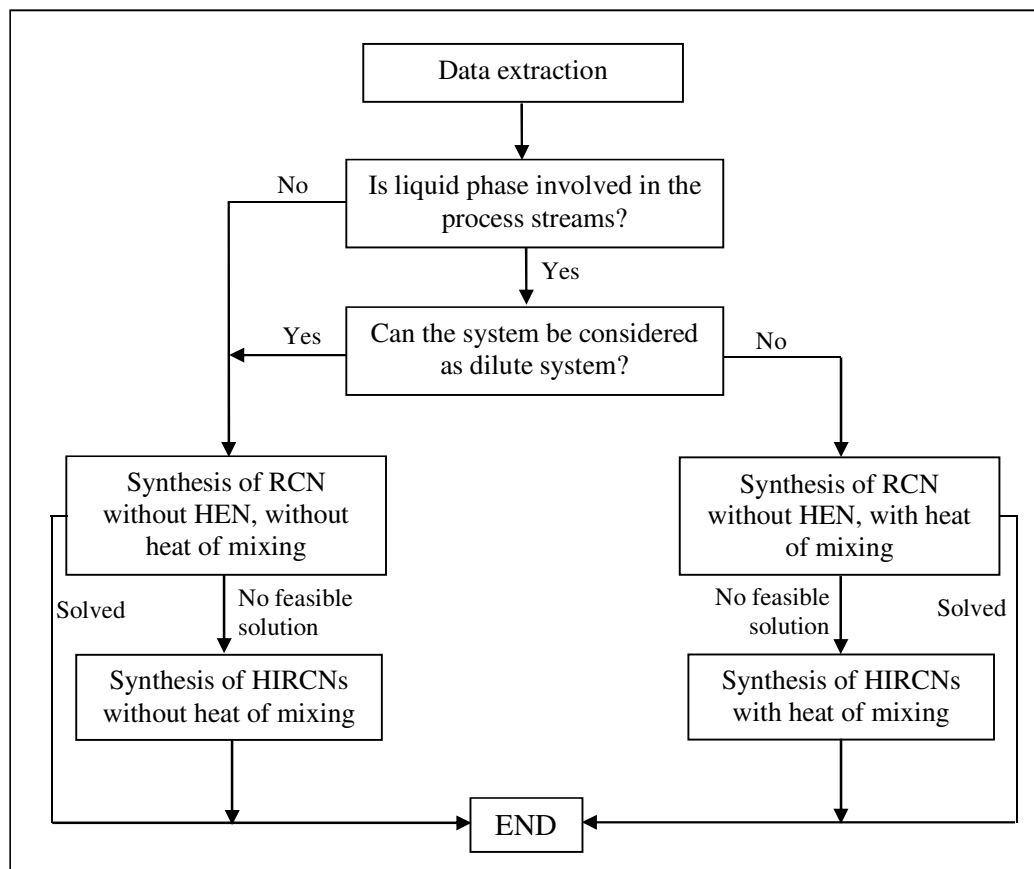 Data extraction
No
Is liquid phase involved in the
process streams?
Yes
Yes
Can the system be considered
as dilute system?
No
Synthesis of RCN
without HEN, without
heat of mixing
Synthesis of RCN
without HEN, with heat
of mixing
Solved
No feasible
solution
No feasible
solution
Solved
Synthesis of HIRCNs
without heat of mixing
Synthesis of HIRCNs
with heat of mixing
END